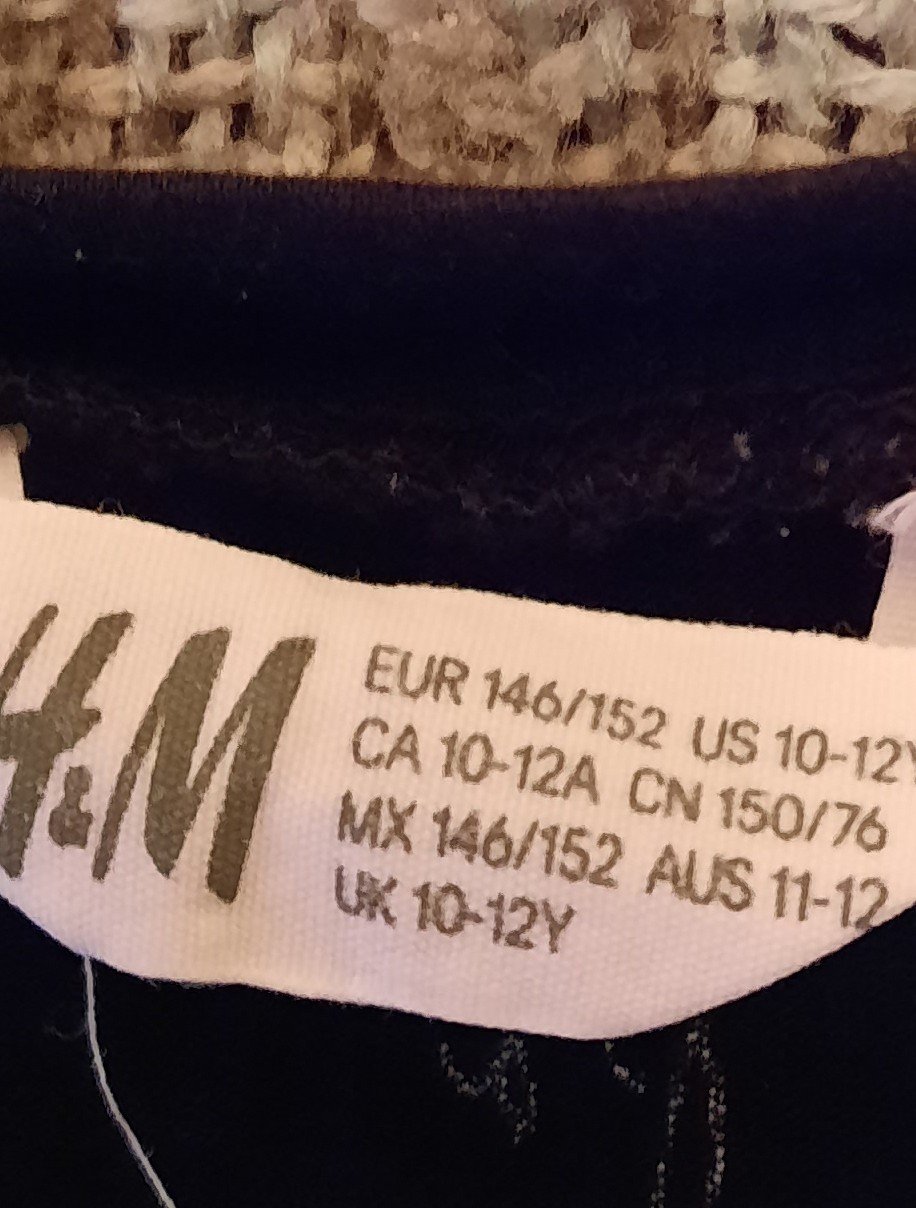 H&M
EUR 146/152 US 10-12Y
CA 10-12A CN 150/76
MX 146/152 AUS 11-12
UK 10-12Y